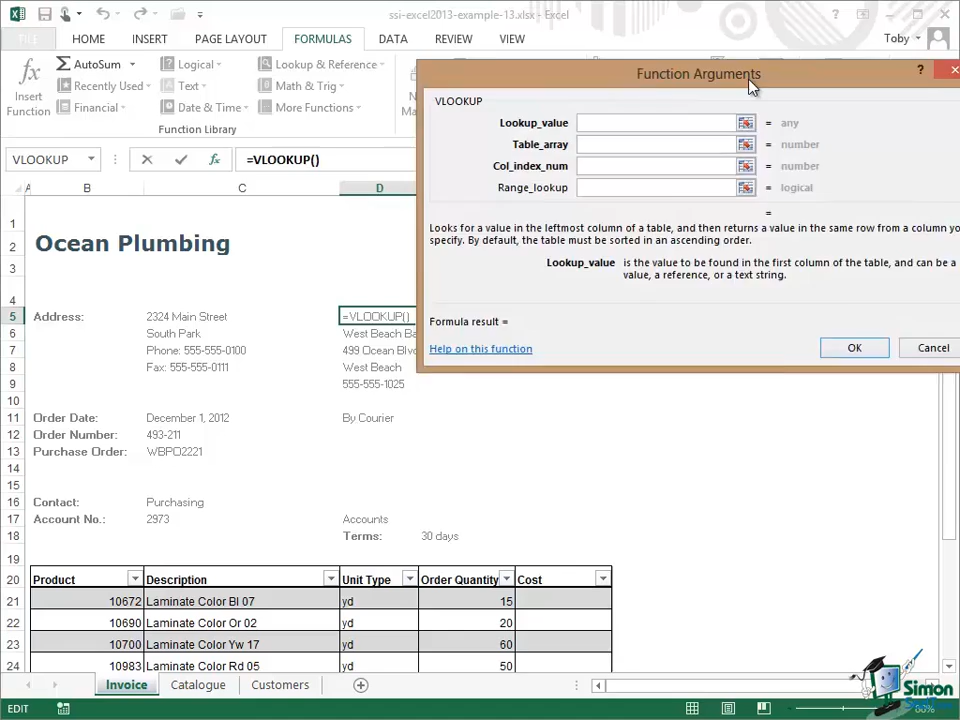 ssi-excel2013-example-13.xlsx - Excel
FILE HOME INSERT PAGE LAYOUT FORMULAS DATA REVIEW VIEW Toby
fx Insert Function
AutoSum Logical Lookup & Reference
Recently Used Text Math & Trig
Financial Date & Time More Functions
Function Library
Function Arguments
VLOOKUP
Lookup_value = any
Table_array = number
Col_index_num = number
Range_lookup = logical
=
Looks for a value in the leftmost column of a table, and then returns a value in the same row from a column
specify. By default, the table must be sorted in an ascending order.
Lookup_value is the value to be found in the first column of the table, and can be a
value, a reference, or a text string.
Formula result =
Help on this function OK Cancel
VLOOKUP fx =VLOOKUP()
A B C D
1
2 Ocean Plumbing
3
4
5 Address: 2324 Main Street =VLOOKUP()
6 South Park West Beach
7 Phone: 555-555-0100 499 Ocean
8 Fax: 555-555-0111 West Beach
9 555-555-1025
10
11 Order Date: December 1, 2012 By Courier
12 Order Number: 493-211
13 Purchase Order: WBPO2221
14
15
16 Contact: Purchasing
17 Account No.: 2973 Accounts
18 Terms: 30 days
19
20 Product Description Unit Type Order Quantity Cost
21 10672 Laminate Color Bl 07 yd 15
22 10690 Laminate Color Or 02 yd 20
23 10700 Laminate Color Yw 17 yd 60
24 10983 Laminate Color Rd 05 yd 50
Invoice Catalogue Customers
EDIT
Simon